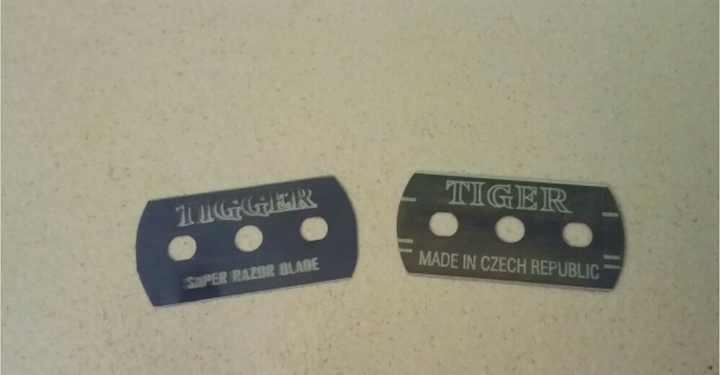 TIGGER
SUPER RAZOR BLADE
TIGER
MADE IN CZECH REPUBLIC